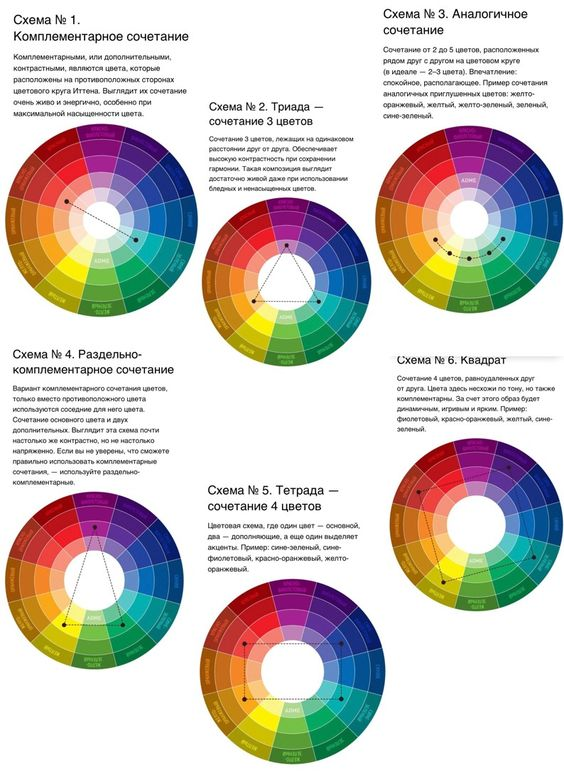 Схема № 1.
Комплементарное сочетание
Комплементарными, или дополнительными,
контрастными, являются цвета, которые
расположены на противоположных сторонах
цветового круга Иттена. Выглядит их сочетание
очень живо и энергично, особенно при
максимальной насыщенности цвета.
Схема № 2. Триада —
сочетание 3 цветов
Сочетание 3 цветов, лежащих на одинаковом
расстоянии друг от друга. Обеспечивает
высокую контрастность при сохранении
гармонии. Такая композиция выглядит
достаточно живой даже при использовании
бледных и ненасыщенных цветов.
Схема № 3. Аналогичное
сочетание
Сочетание от 2 до 5 цветов, расположенных
рядом друг с другом на цветовом круге
(в идеале — 2–3 цвета). Впечатление:
спокойное, располагающее. Пример сочетания
аналогичных приглушенных цветов: желто-
оранжевый, желтый, желто-зеленый, зеленый,
сине-зеленый.
ADME
ADME
ADME
Схема № 4. Раздельно-
комплементарное сочетание
Вариант комплементарного сочетания цветов,
только вместо противоположного цвета
используются соседние для него цвета.
Сочетание основного цвета и двух
дополнительных. Выглядит эта схема почти
настолько же контрастно, но не настолько
напряженно. Если вы не уверены, что сможете
правильно использовать комплементарные
сочетания, — используйте раздельно-
комплементарные.
ADME
Схема № 5. Тетрада —
сочетание 4 цветов
Цветовая схема, где один цвет — основной,
два — дополняющие, а еще один выделяет
акценты. Пример: сине-зеленый, сине-
фиолетовый, красно-оранжевый, желто-
оранжевый.
ADME
Схема № 6. Квадрат
Сочетание 4 цветов, равноудаленных друг
от друга. Цвета здесь несхожи по тону, но также
комплементарны. За счет этого образ будет
динамичным, игривым и ярким. Пример:
фиолетовый, красно-оранжевый, желтый, сине-
зеленый.